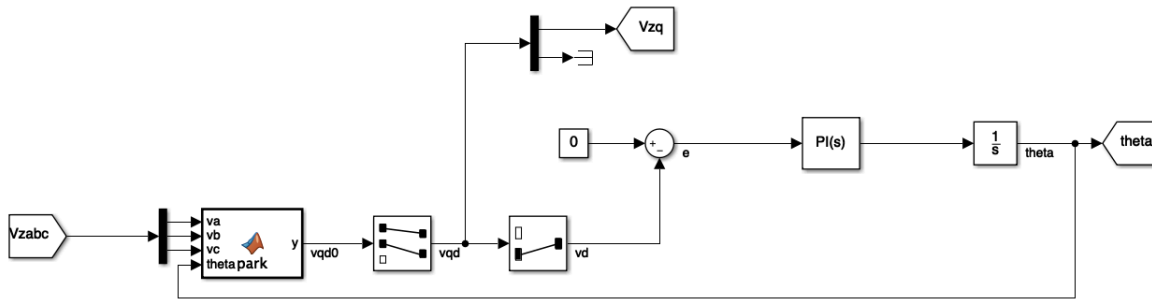 Vzq
0
+
−
e
PI(s)
1
s
theta
theta
Vzabc
va
vb
vc
theta
park
y
vqd0
vqd
vd